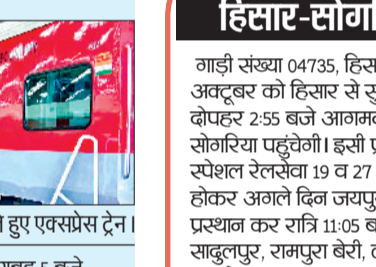 हिसार-सोगि
गाड़ी संख्या 04735, हिसा
अक्टूबर को हिसार से सु
दोपहर 2:55 बजे आगम
सोगरिया पहुंचेगी। इसी प्र
स्पेशल रेलसेवा 19 व 27
होकर अगले दिन जयपु
प्रस्थान कर रात्रि 11:05 ब
सादुलपुर, रामपुरा बेरी, ल
हुए एक्सप्रेस ट्रेन।